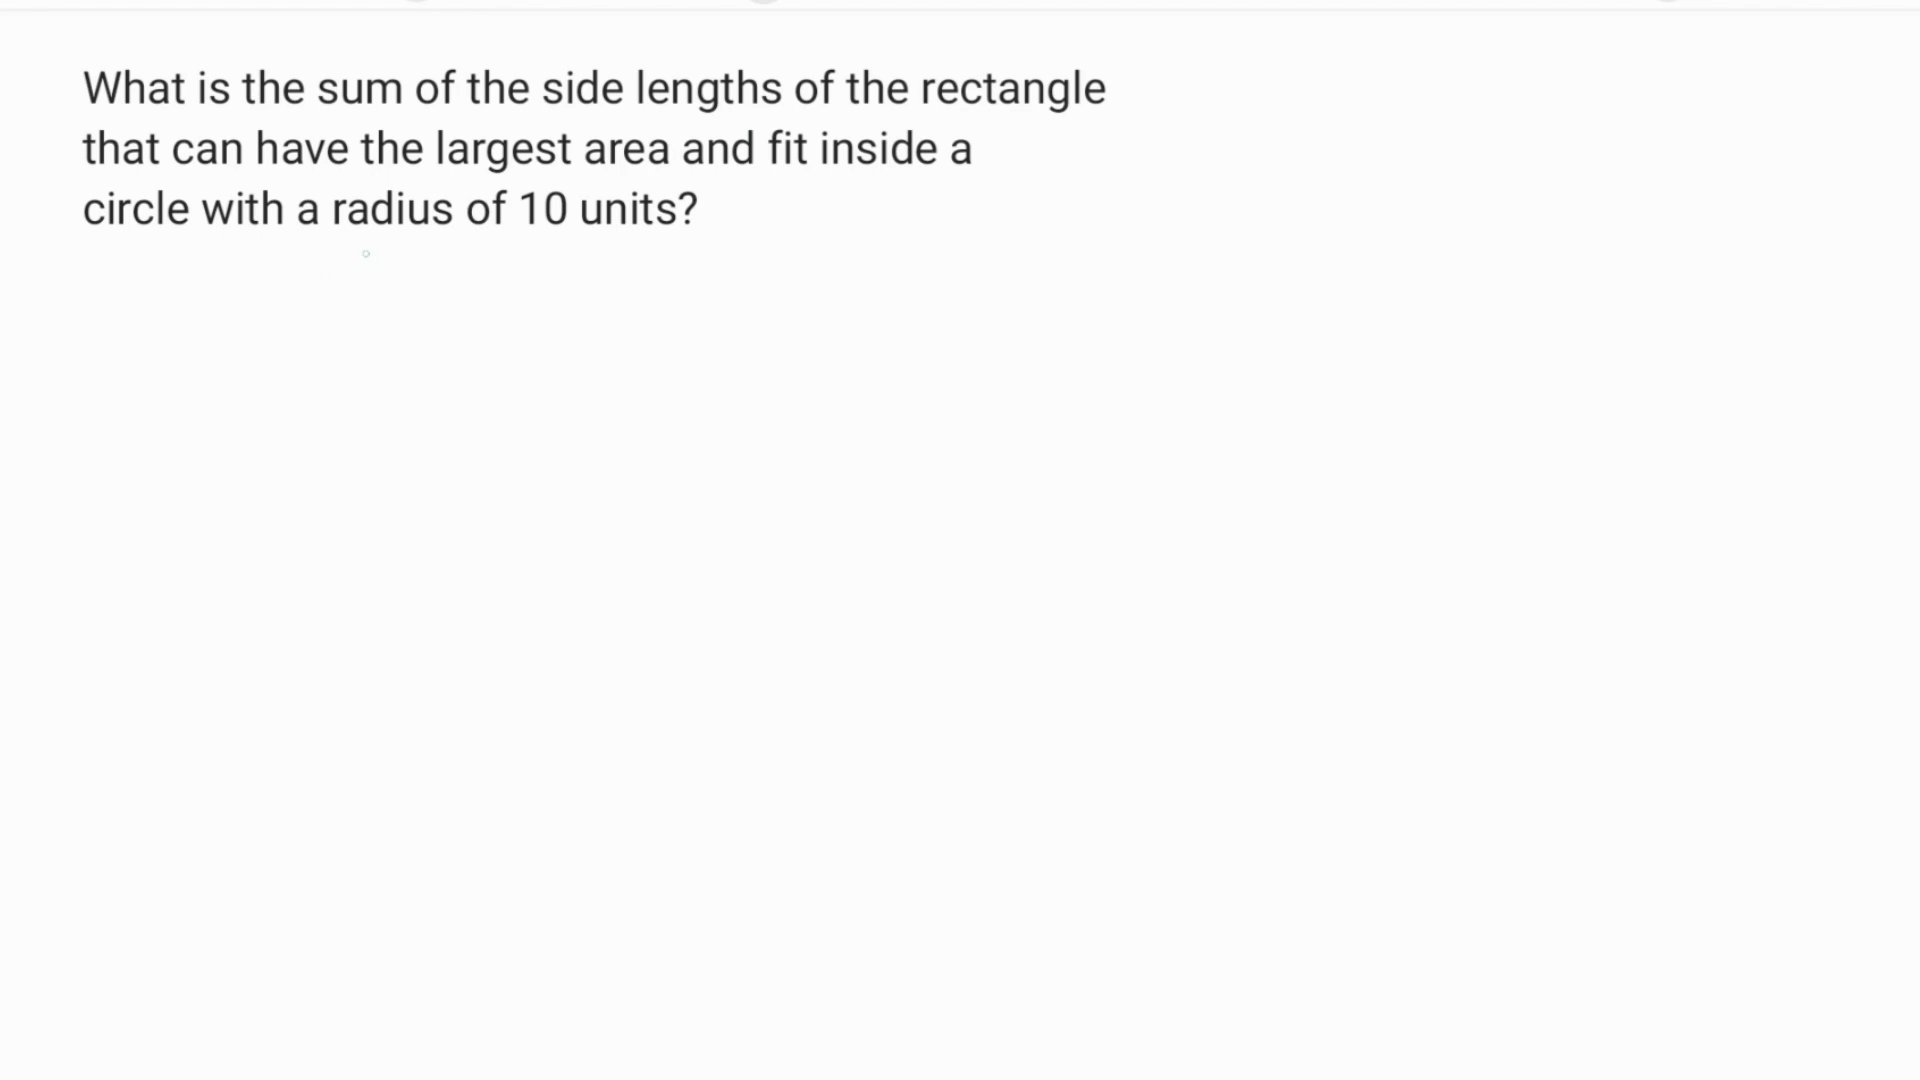 What is the sum of the side lengths of the rectangle
that can have the largest area and fit inside a
circle with a radius of 10 units?